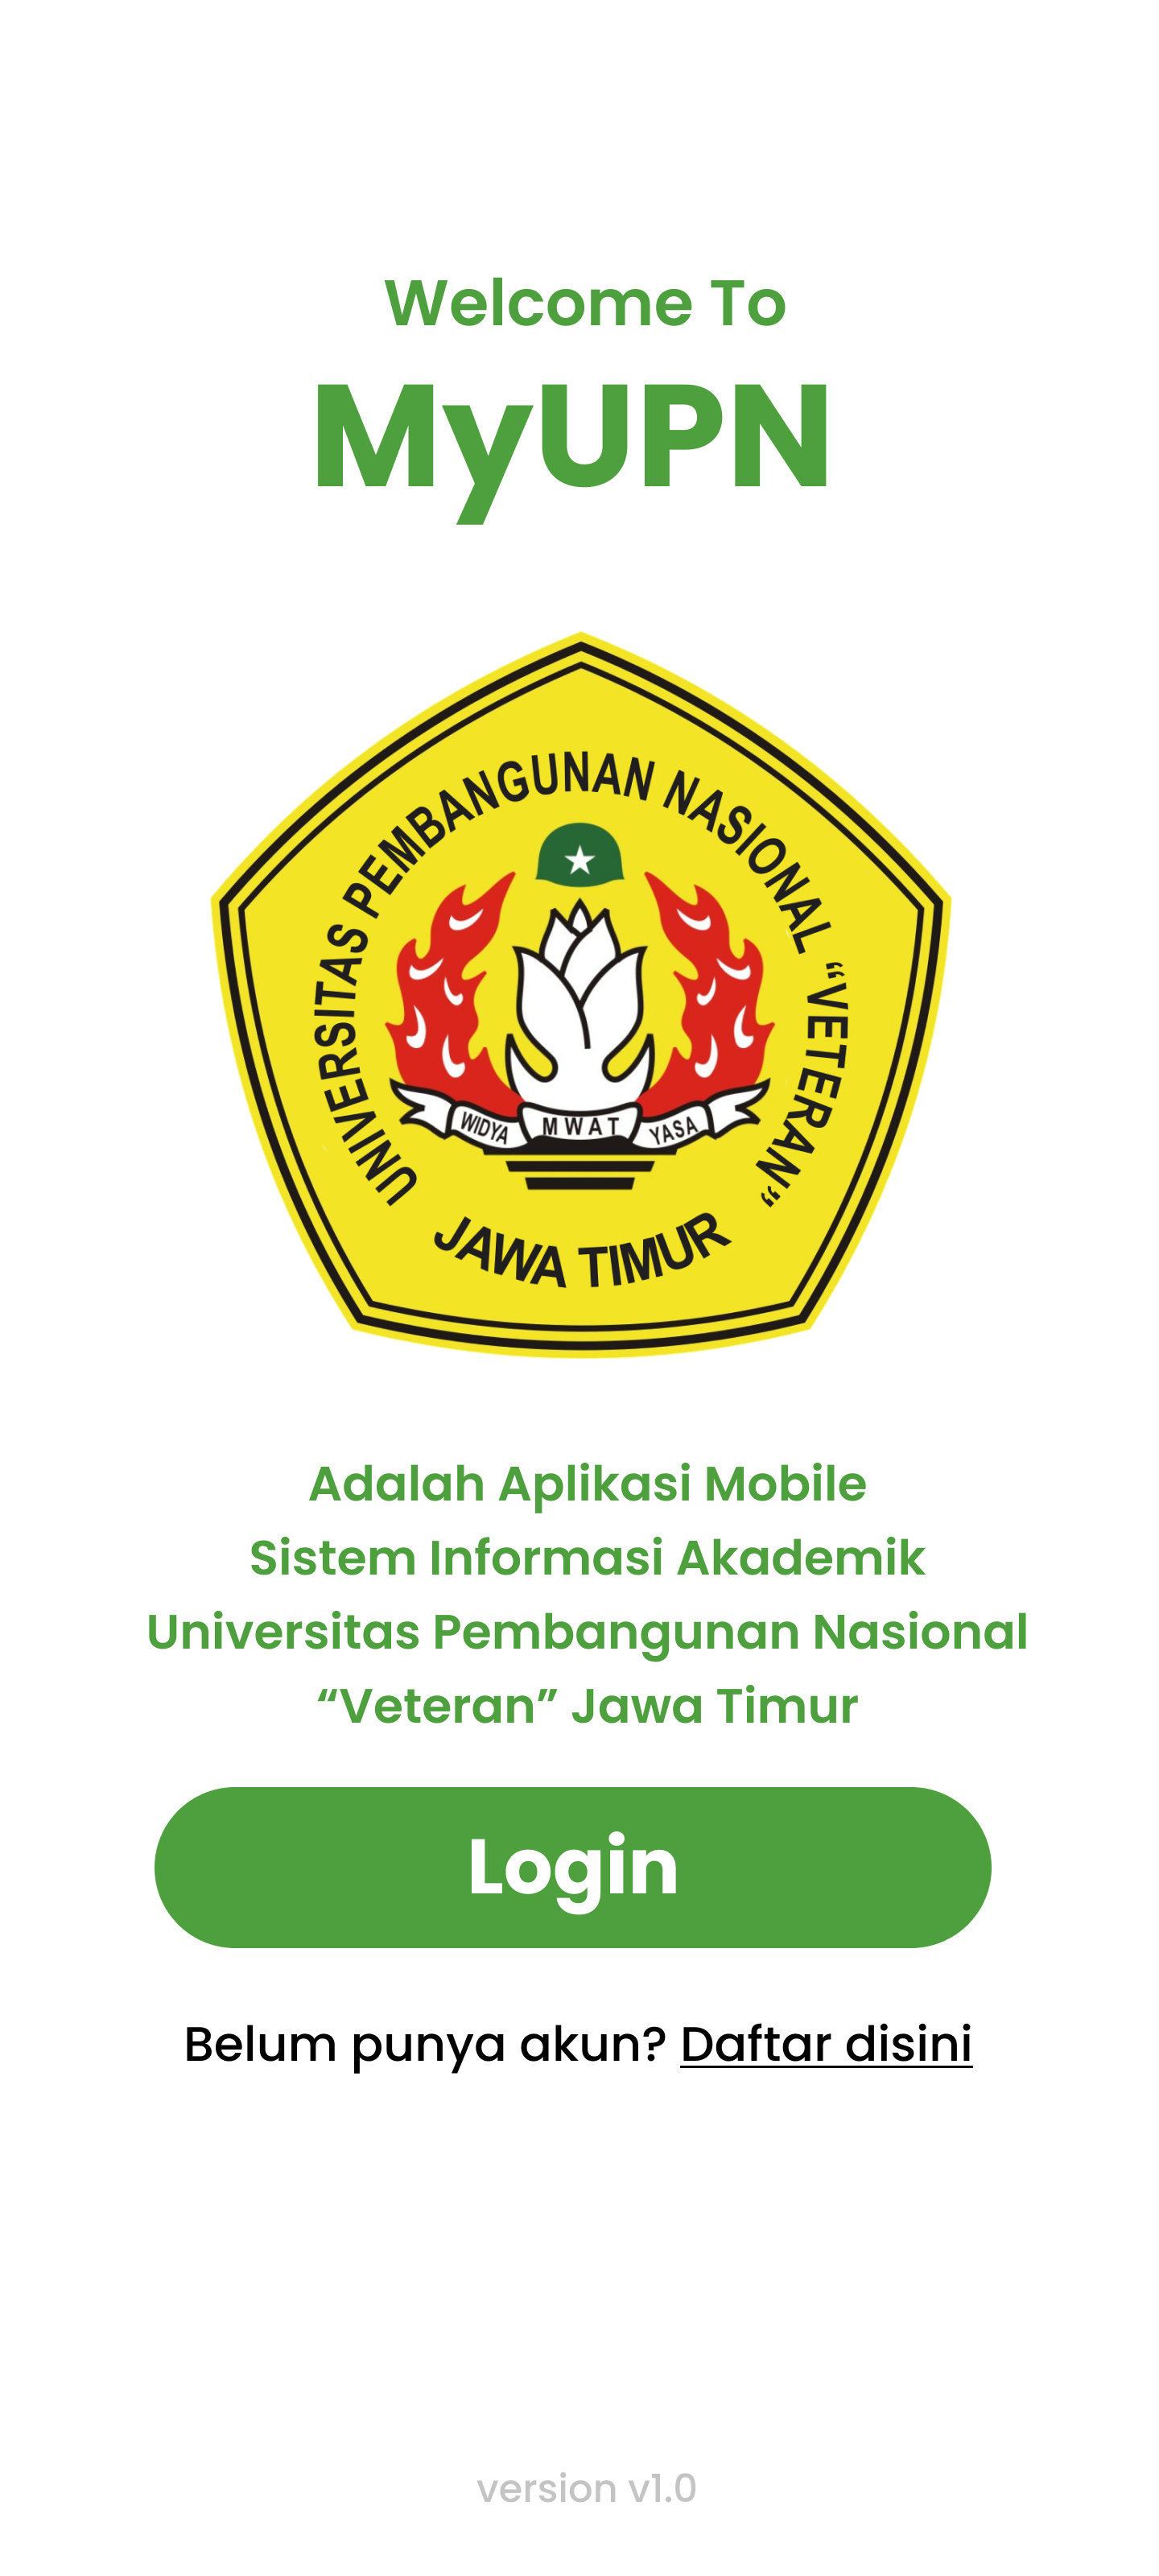 Welcome To
MyUPN
UNIVERSITAS PEMBANGUNAN NASIONAL “VETERAN“
WIDYA MWAT YASA
JAWA TIMUR
Adalah Aplikasi Mobile
Sistem Informasi Akademik
Universitas Pembangunan Nasional
“Veteran” Jawa Timur
Login
Belum punya akun? Daftar disini
version v1.0